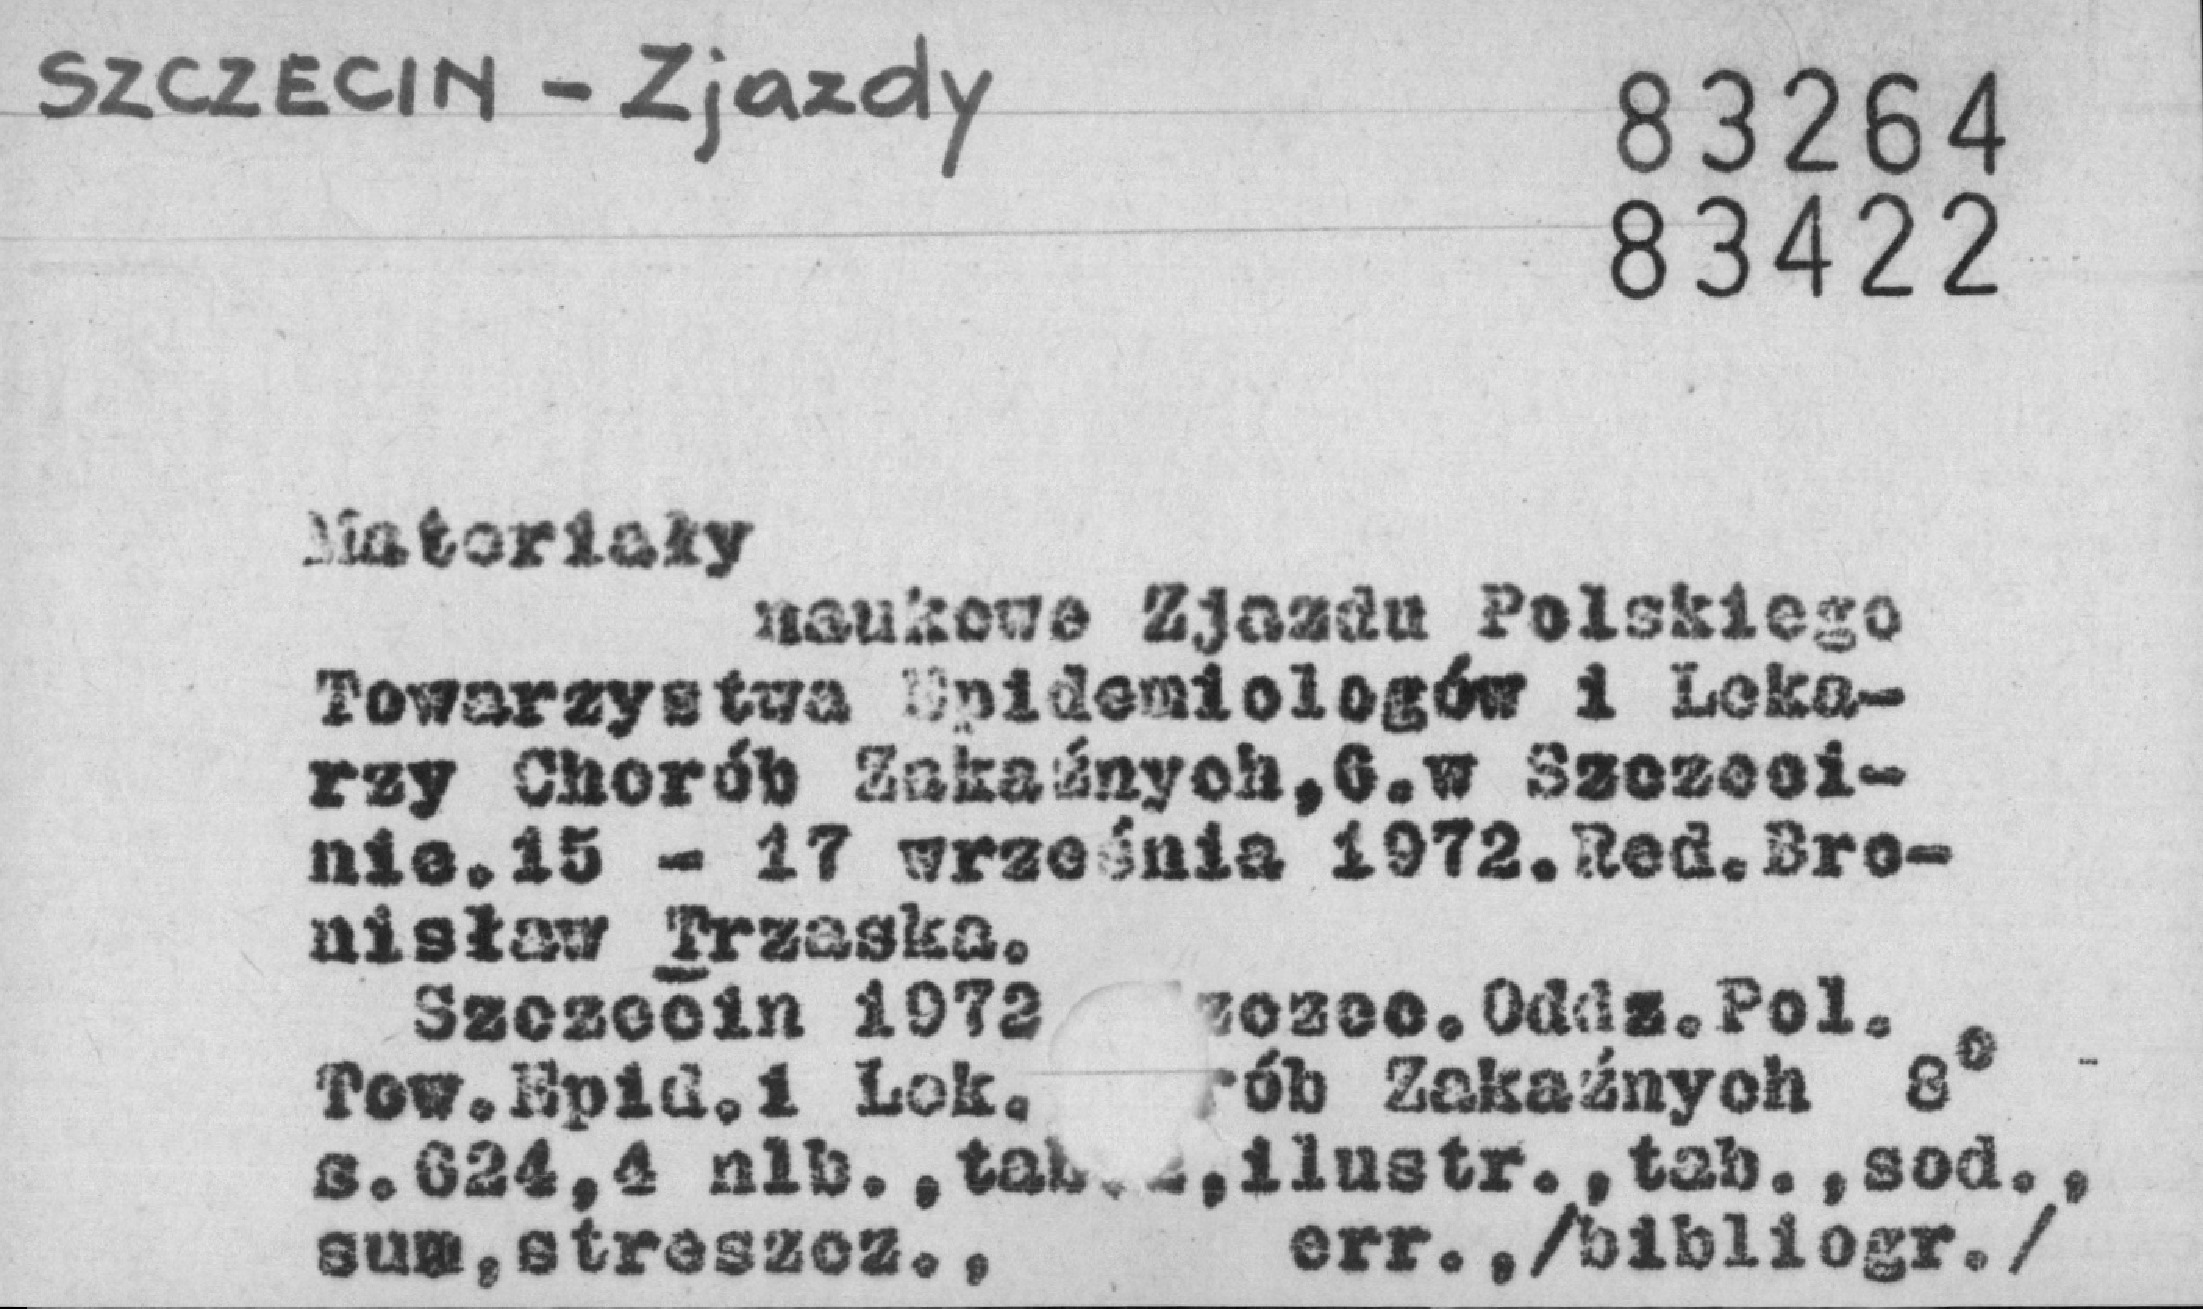 SZCZECIN - Zjazdy
83264
83422
Materiały
naukowe Zjazdu Polskiego
Towarzystwa Epidemiologów i Leka-
rzy Chorób Zakaźnych,6.w Szczeci-
nie.15 - 17 września 1972.Red.Bro-
nisław Trzaska.
Szczecin 1972 zczec.Oddz.Pol.
Tow.Epid.i Lek. rób Zakaźnych 8°
s.624,4 nlb., ilustr.,tab.,sod.,
sum,streszcz., err.,/bibliogr./